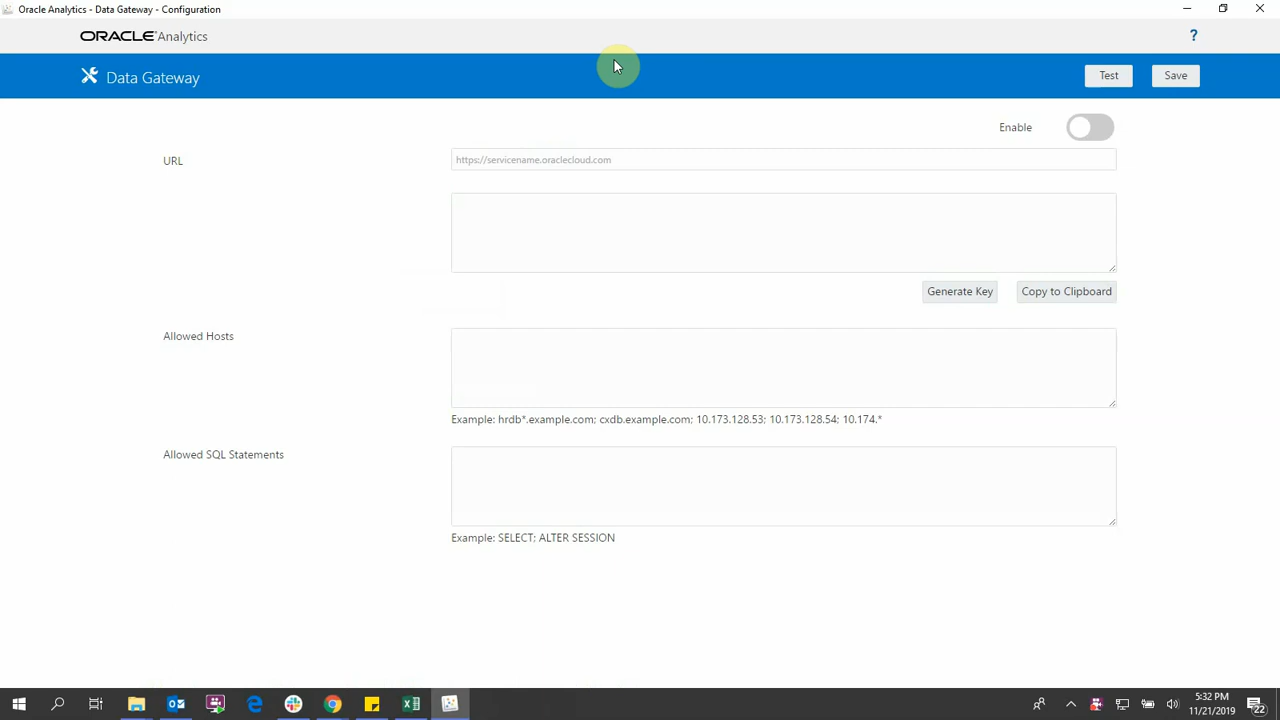 Oracle Analytics - Data Gateway - Configuration
ORACLE Analytics
?
Data Gateway
Test
Save
Enable
URL
https://servicename.oraclecloud.com
Generate Key
Copy to Clipboard
Allowed Hosts
Example: hrdb*.example.com; cxdb.example.com; 10.173.128.53; 10.173.128.54; 10.174.*
Allowed SQL Statements
Example: SELECT; ALTER SESSION
5:32 PM
11/21/2019
22